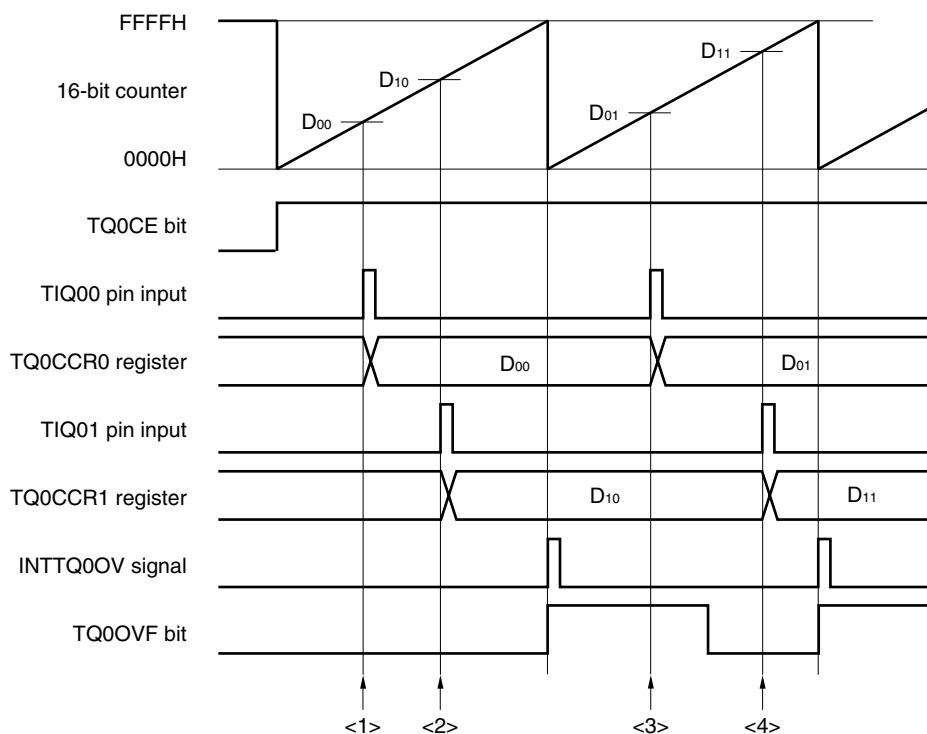 FFFFH
D11
D10
16-bit counter
D00
D01
0000H
TQ0CE bit
TIQ00 pin input
TQ0CCR0 register D00 D01
TIQ01 pin input
TQ0CCR1 register D10 D11
INTTQ0OV signal
TQ0OVF bit
<1> <2> <3> <4>